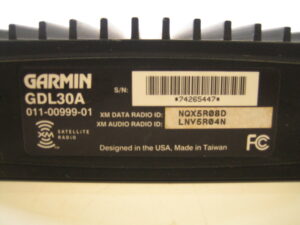 GARMIN
GDL30A
011-00999-01
S/N:
*74265447*
XM SATELLITE RADIO
XM DATA RADIO ID: NQX5R08D
XM AUDIO RADIO ID: LNV5R04N
Designed in the USA, Made in Taiwan
FC